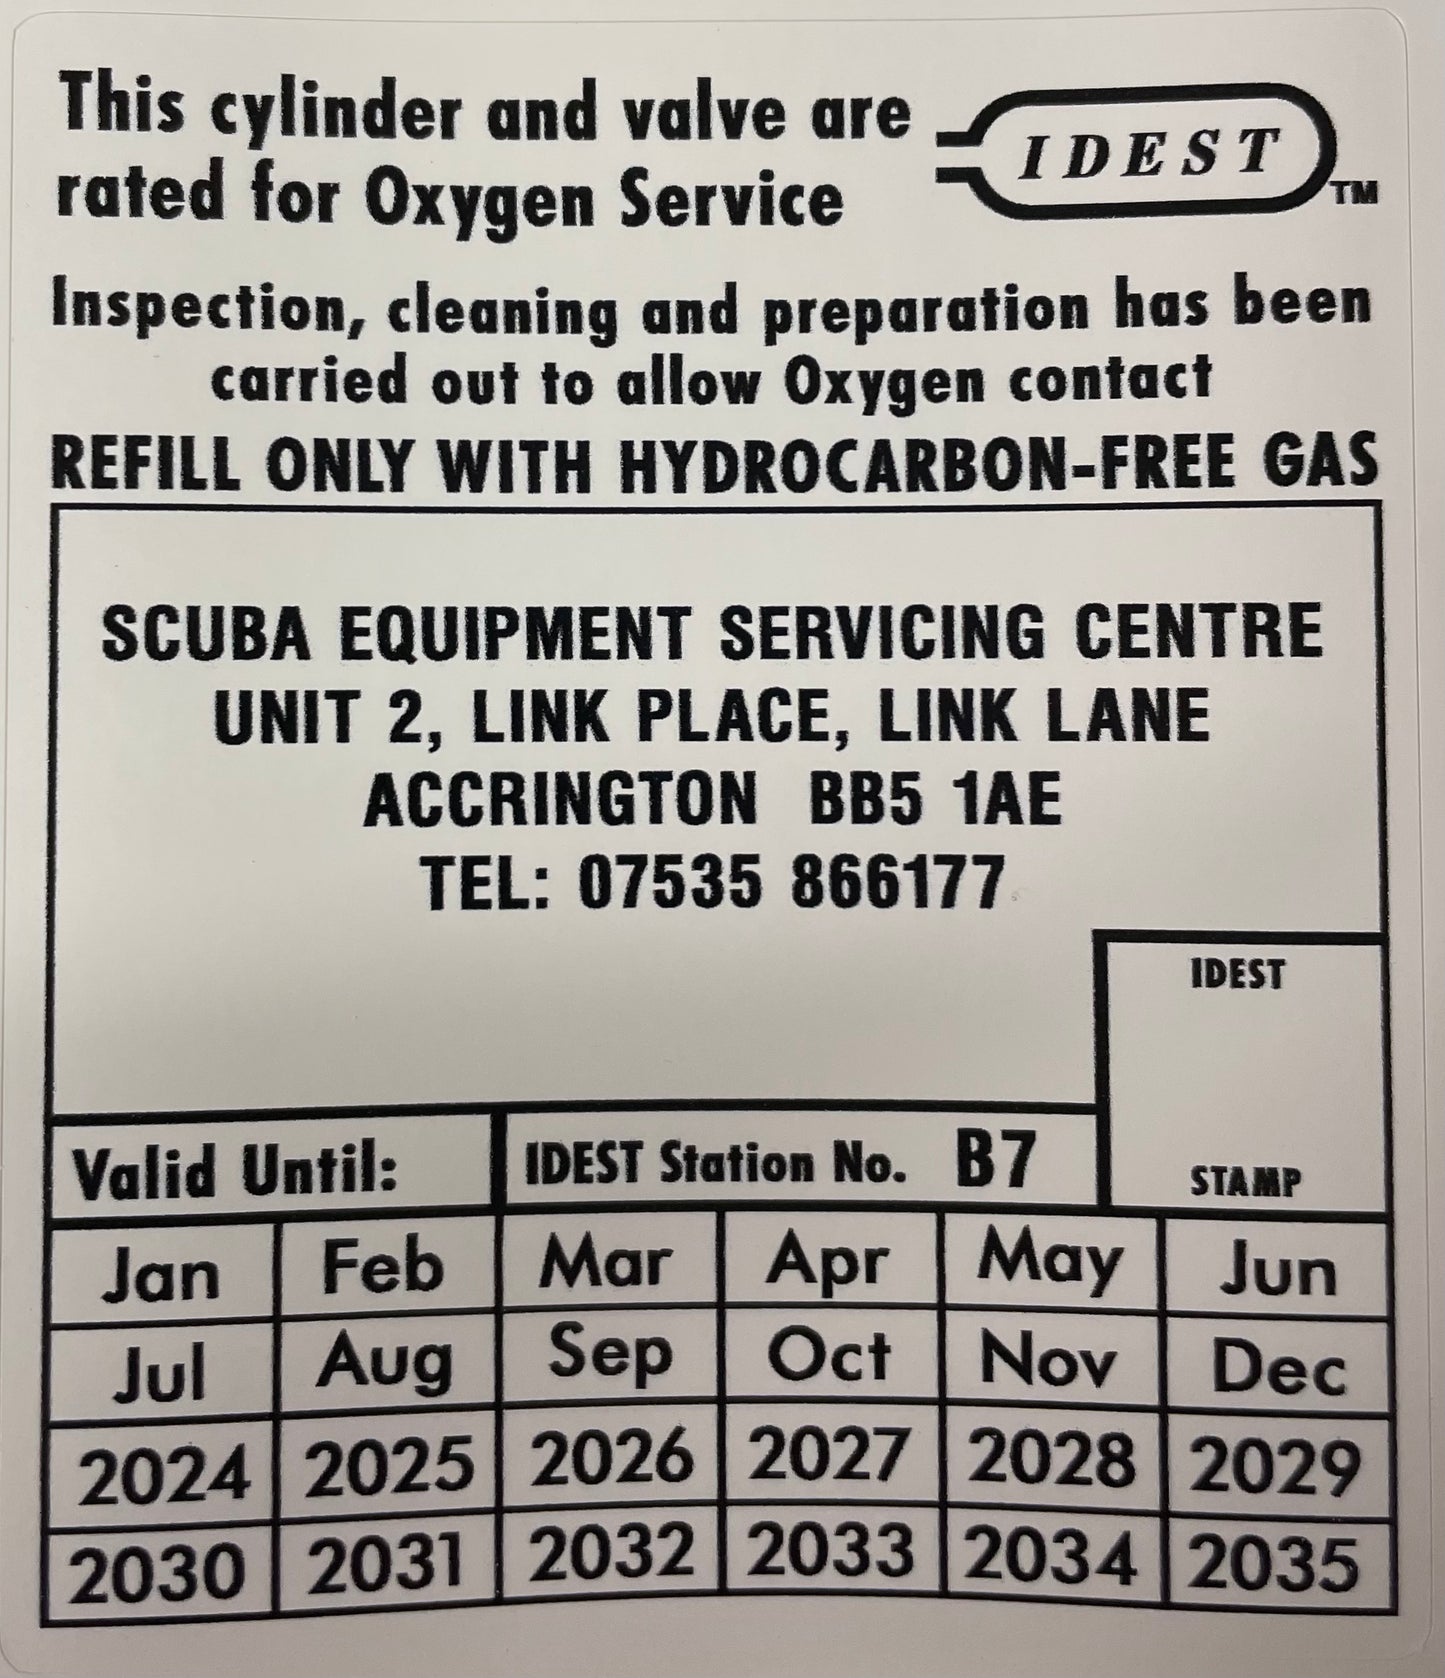 This cylinder and valve are
rated for Oxygen Service
IDEST
TM
Inspection, cleaning and preparation has been
carried out to allow Oxygen contact
REFILL ONLY WITH HYDROCARBON-FREE GAS
SCUBA EQUIPMENT SERVICING CENTRE
UNIT 2, LINK PLACE, LINK LANE
ACCRINGTON BB5 1AE
TEL: 07535 866177
IDEST
STAMP
Valid Until: IDEST Station No. B7
Jan Feb Mar Apr May Jun
Jul Aug Sep Oct Nov Dec
2024 2025 2026 2027 2028 2029
2030 2031 2032 2033 2034 2035